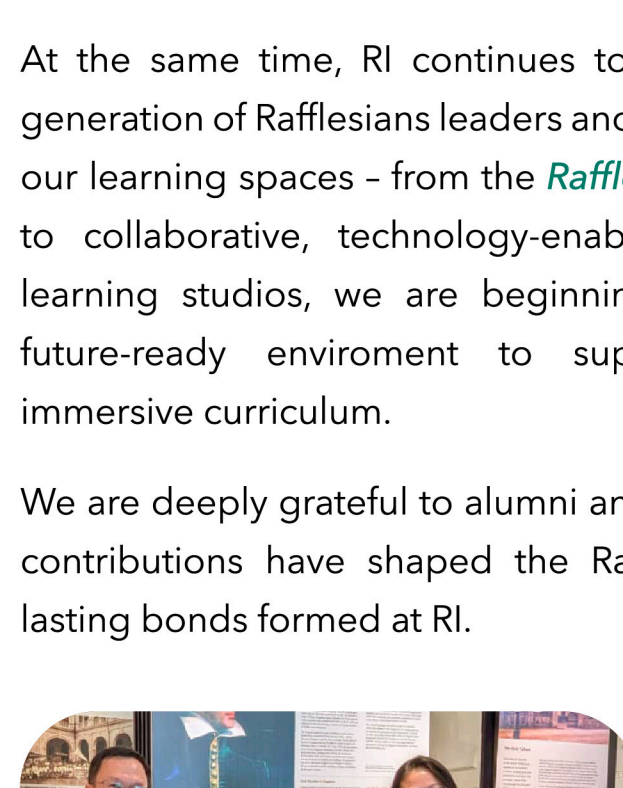 At the same time, RI continues to
generation of Rafflesians leaders and
our learning spaces – from the Raffl
to collaborative, technology-enab
learning studios, we are beginnin
future-ready enviroment to sup
immersive curriculum.
We are deeply grateful to alumni an
contributions have shaped the Ra
lasting bonds formed at RI.